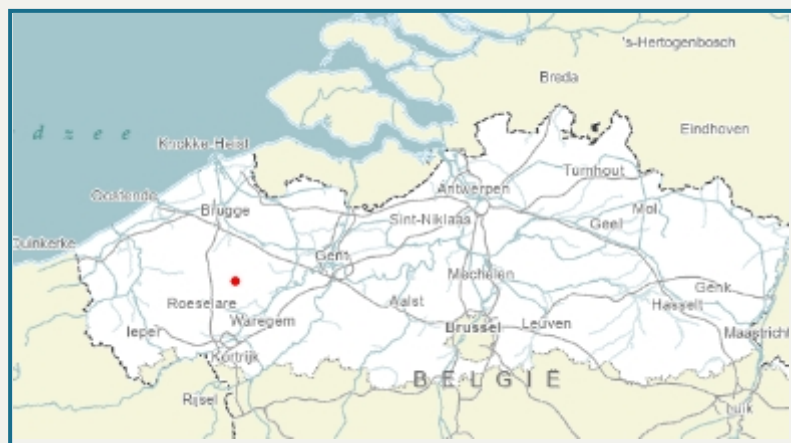 's-Hertogenbosch
Breda
Eindhoven
dzee
Knokke-Heist
Turnhout
Antwerpen
Oostende
Brugge
Sint-Niklaas
Mol
Geel
Duinkerke
Gent
Mechelen
Genk
Roeselare
Aalst
Hasselt
Waregem
Brussel
Leuven
Ieper
Maastricht
Kortrijk
BELGIË
Rijsel
Luik